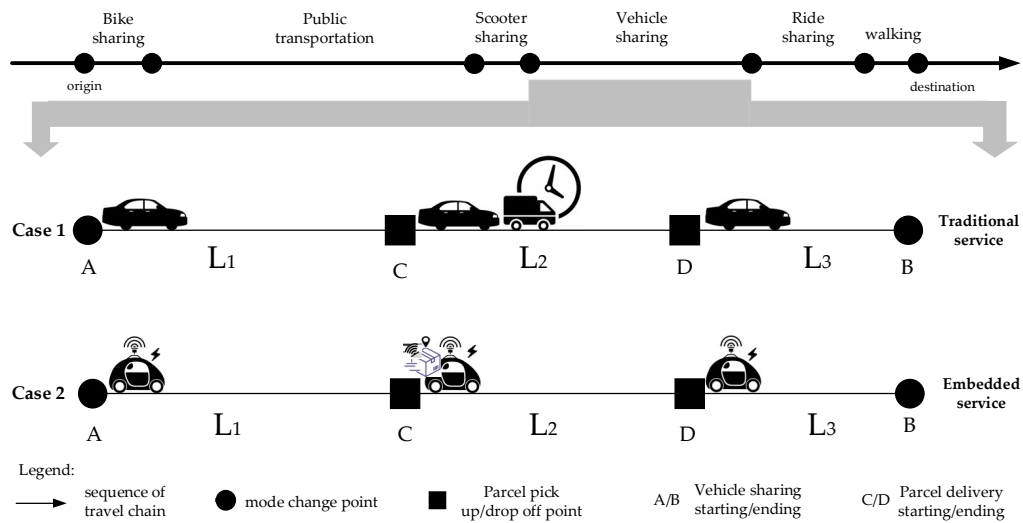 Bike sharing
Public transportation
Scooter sharing
Vehicle sharing
Ride sharing
walking
origin
destination
Case 1
A
L1
C
L2
D
L3
B
Traditional service
Case 2
A
L1
C
L2
D
L3
B
Embedded service
Legend:
sequence of travel chain
mode change point
Parcel pick up/drop off point
A/B
Vehicle sharing starting/ending
C/D
Parcel delivery starting/ending